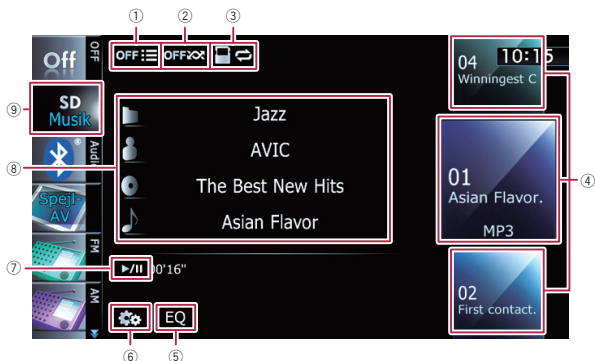 ① ② ③
Off OFF OFF OFF 04 10:15
Winningest C
⑨ SD
Musik
Jazz
Audio AVIC
⑧ The Best New Hits
Asian Flavor
01 ④
Asian Flavor.
MP3
Spejl-
AV
FM
⑦ ►/II 00'16"
AM
02
First contact.
EQ
⑥ ⑤